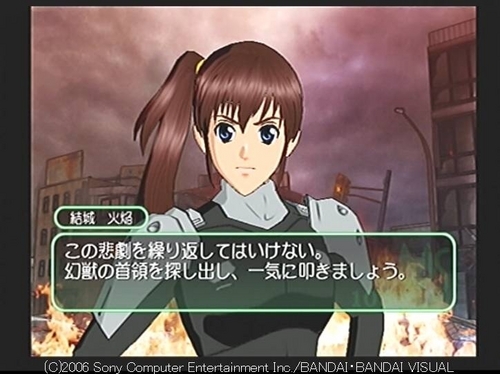 結城 火焔
この悲劇を繰り返してはいけない。
幻獣の首領を探し出し、一気に叩きましょう。
(C)2006 Sony Computer Entertainment Inc./BANDAI･BANDAI VISUAL